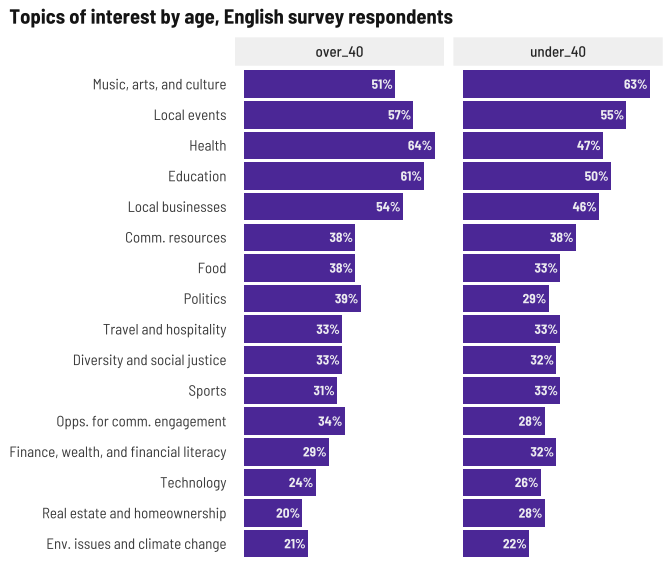 Topics of interest by age, English survey respondents
over_40 under_40
Music, arts, and culture 51% 63%
Local events 57% 55%
Health 64% 47%
Education 61% 50%
Local businesses 54% 46%
Comm. resources 38% 38%
Food 38% 33%
Politics 39% 29%
Travel and hospitality 33% 33%
Diversity and social justice 33% 32%
Sports 31% 33%
Opps. for comm. engagement 34% 28%
Finance, wealth, and financial literacy 29% 32%
Technology 24% 26%
Real estate and homeownership 20% 28%
Env. issues and climate change 21% 22%